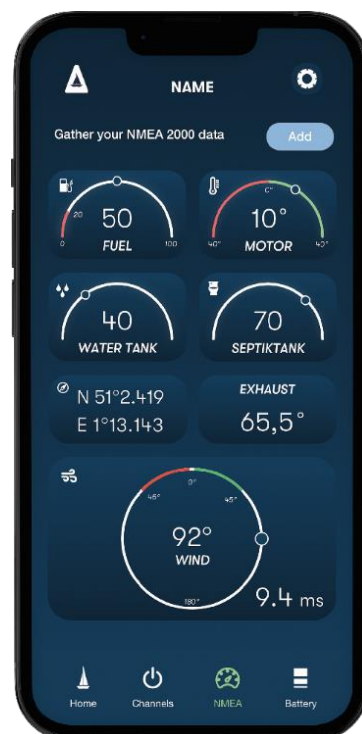 NAME
Gather your NMEA 2000 data
Add
20
0
100
50
FUEL
0°
40°
40°
10°
MOTOR
40
WATER TANK
70
SEPTIKTANK
N 51°2.419
E 1°13.143
EXHAUST
65,5°
0°
45°
45°
92°
WIND
180°
9.4 ms
Home
Channels
NMEA
Battery